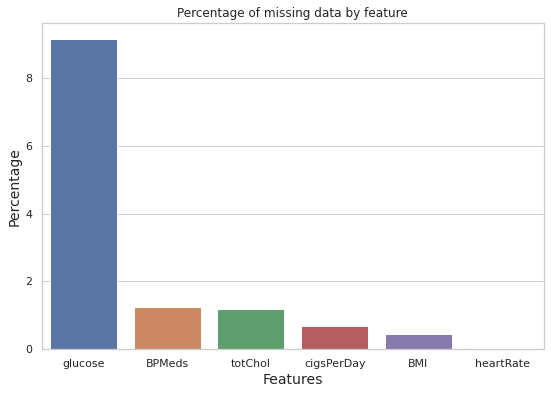 Percentage of missing data by feature
Percentage
8
6
4
2
0
glucose BPMeds totChol cigsPerDay BMI heartRate
Features